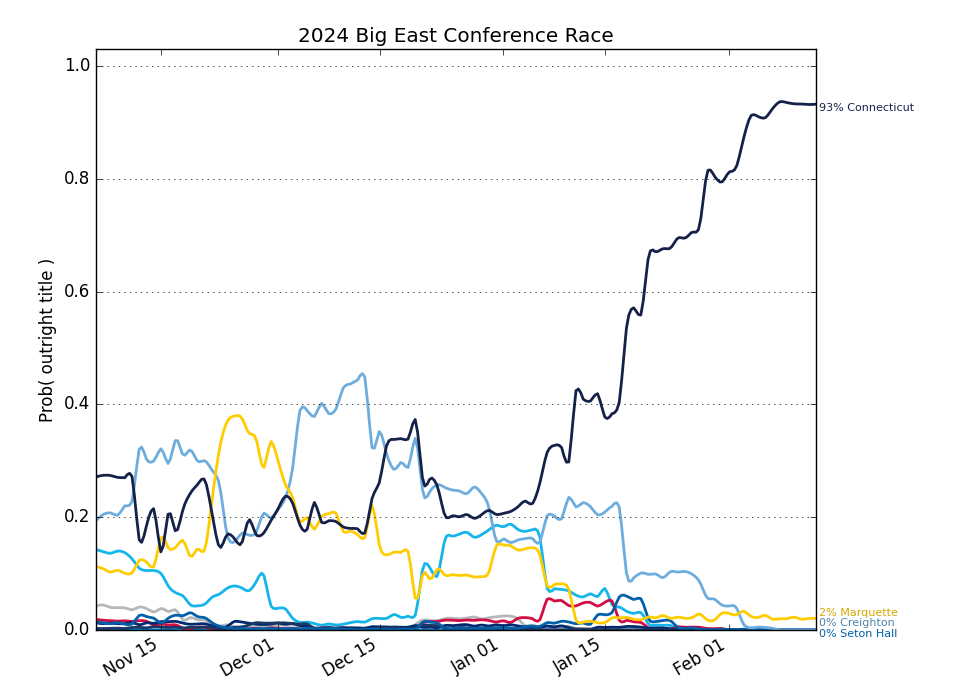 2024 Big East Conference Race
Prob( outright title )
1.0
0.8
0.6
0.4
0.2
0.0
Nov 15
Dec 01
Dec 15
Jan 01
Jan 15
Feb 01
93% Connecticut
2% Marquette
0% Creighton
0% Seton Hall